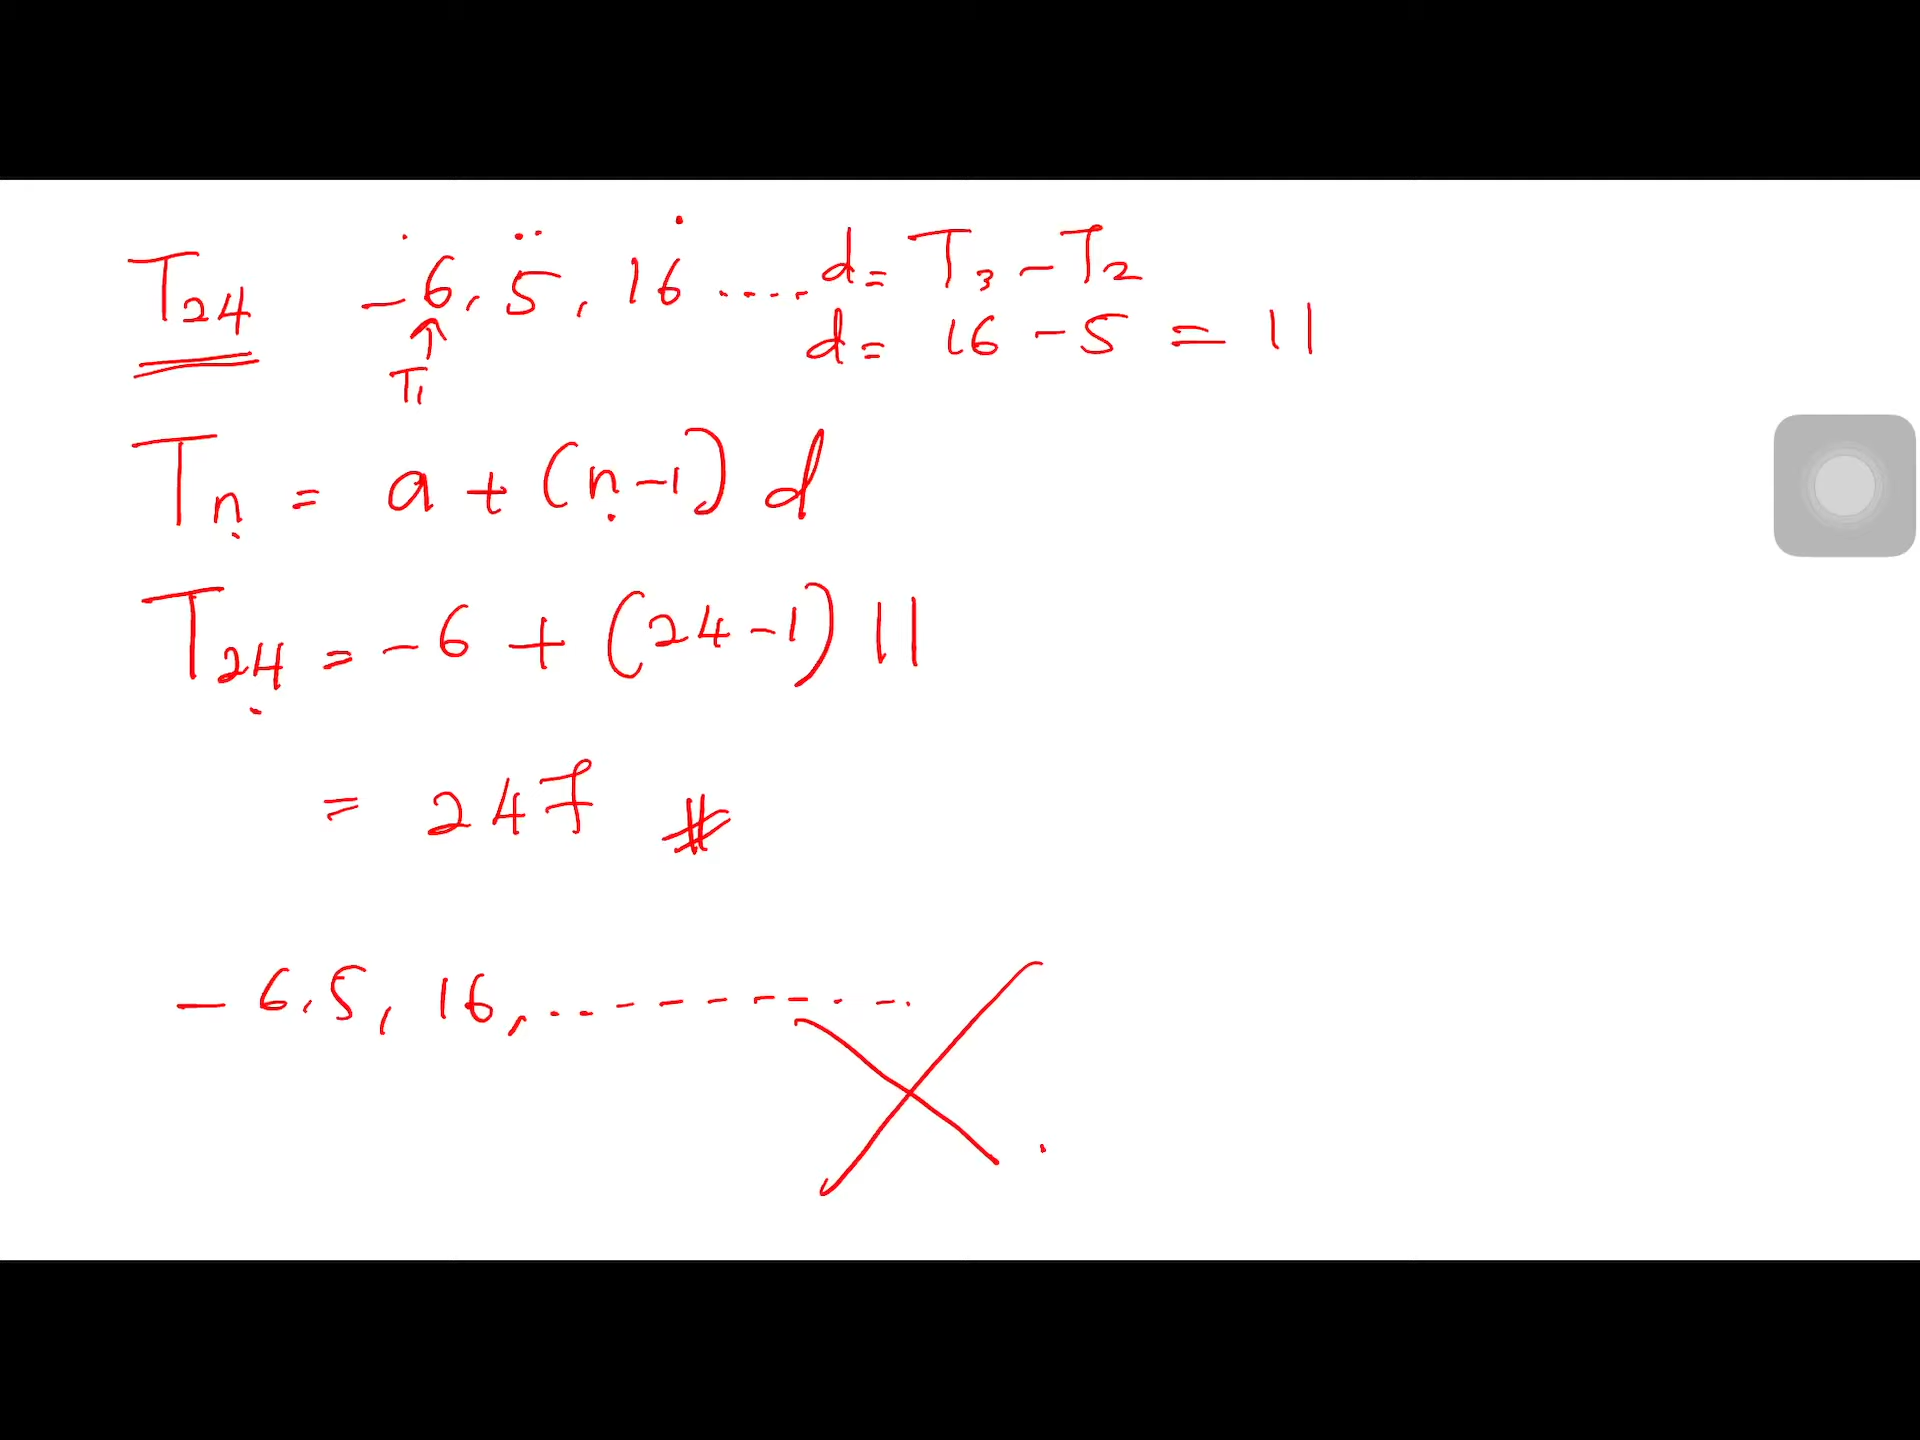 T24 -6, 5, 16 ..... d= T3 - T2
T1 d= 16 - 5 = 11
Tn = a + (n-1) d
T24 = -6 + (24-1) 11
= 247 #
- 6, 5, 16, ..-------.-.